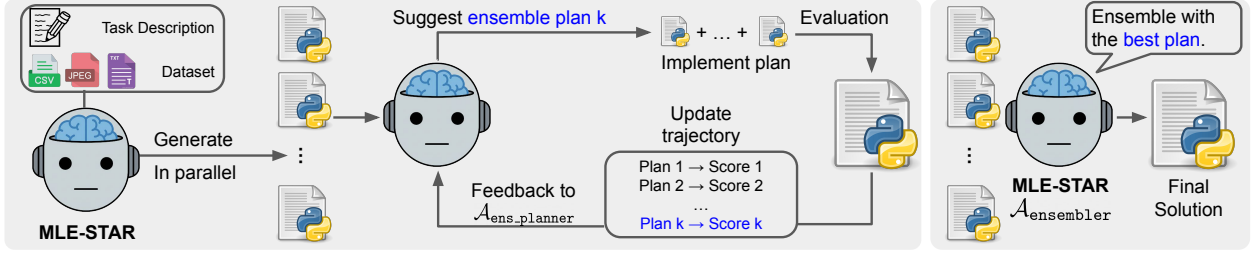 Task Description
CSV
JPEG
TXT
Dataset
MLE-STAR
Generate
In parallel
⋮
Suggest ensemble plan k
+ … +
Implement plan
Evaluation
Update
trajectory
Plan 1 → Score 1
Plan 2 → Score 2
…
Plan k → Score k
Feedback to
𝒜ens_planner
Ensemble with
the best plan.
⋮
MLE-STAR
𝒜ensembler
Final
Solution